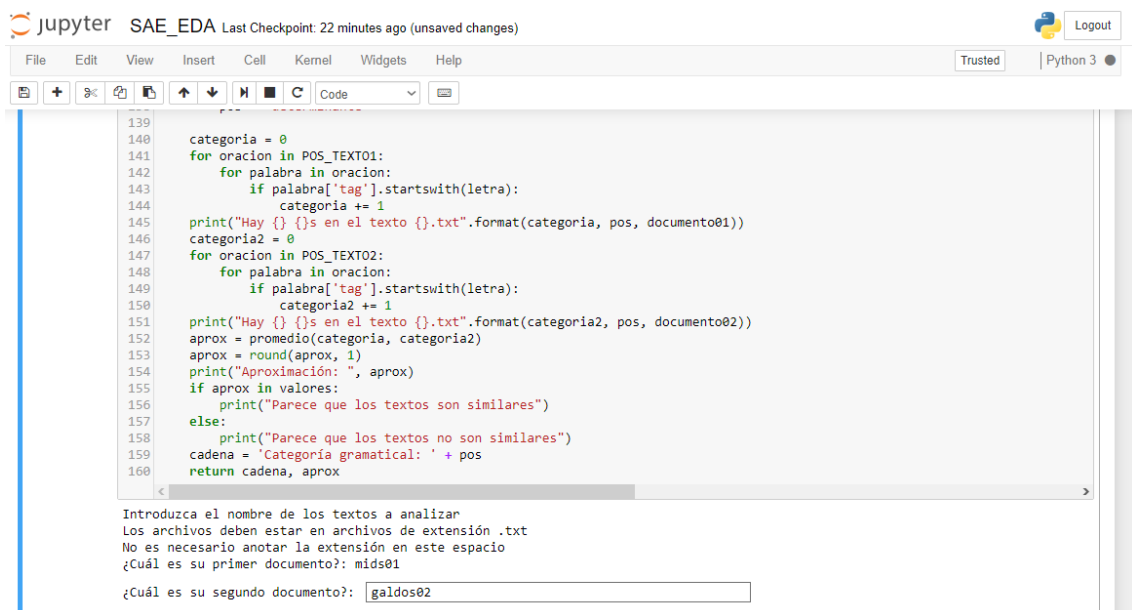 jupyter SAE_EDA Last Checkpoint: 22 minutes ago (unsaved changes)
Logout
File Edit View Insert Cell Kernel Widgets Help
Trusted Python 3
Code
139
140 categoria = 0
141 for oracion in POS_TEXTO1:
142 for palabra in oracion:
143 if palabra['tag'].startswith(letra):
144 categoria += 1
145 print("Hay {} {}s en el texto {}.txt".format(categoria, pos, documento01))
146 categoria2 = 0
147 for oracion in POS_TEXTO2:
148 for palabra in oracion:
149 if palabra['tag'].startswith(letra):
150 categoria2 += 1
151 print("Hay {} {}s en el texto {}.txt".format(categoria2, pos, documento02))
152 aprox = promedio(categoria, categoria2)
153 aprox = round(aprox, 1)
154 print("Aproximación: ", aprox)
155 if aprox in valores:
156 print("Parece que los textos son similares")
157 else:
158 print("Parece que los textos no son similares")
159 cadena = 'Categoría gramatical: ' + pos
160 return cadena, aprox
Introduzca el nombre de los textos a analizar
Los archivos deben estar en archivos de extensión .txt
No es necesario anotar la extensión en este espacio
¿Cuál es su primer documento?: mids01
¿Cuál es su segundo documento?: galdos02